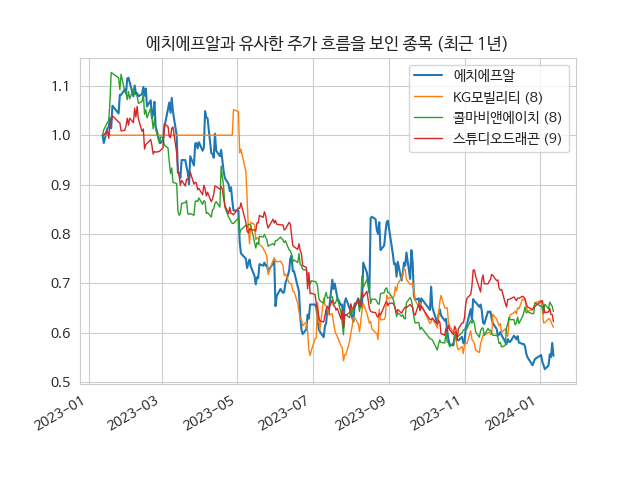 에치에프알과 유사한 주가 흐름을 보인 종목 (최근 1년)
에치에프알
KG모빌리티 (8)
콜마비앤에이치 (8)
스튜디오드래곤 (9)
1.1
1.0
0.9
0.8
0.7
0.6
0.5
2023-01
2023-03
2023-05
2023-07
2023-09
2023-11
2024-01